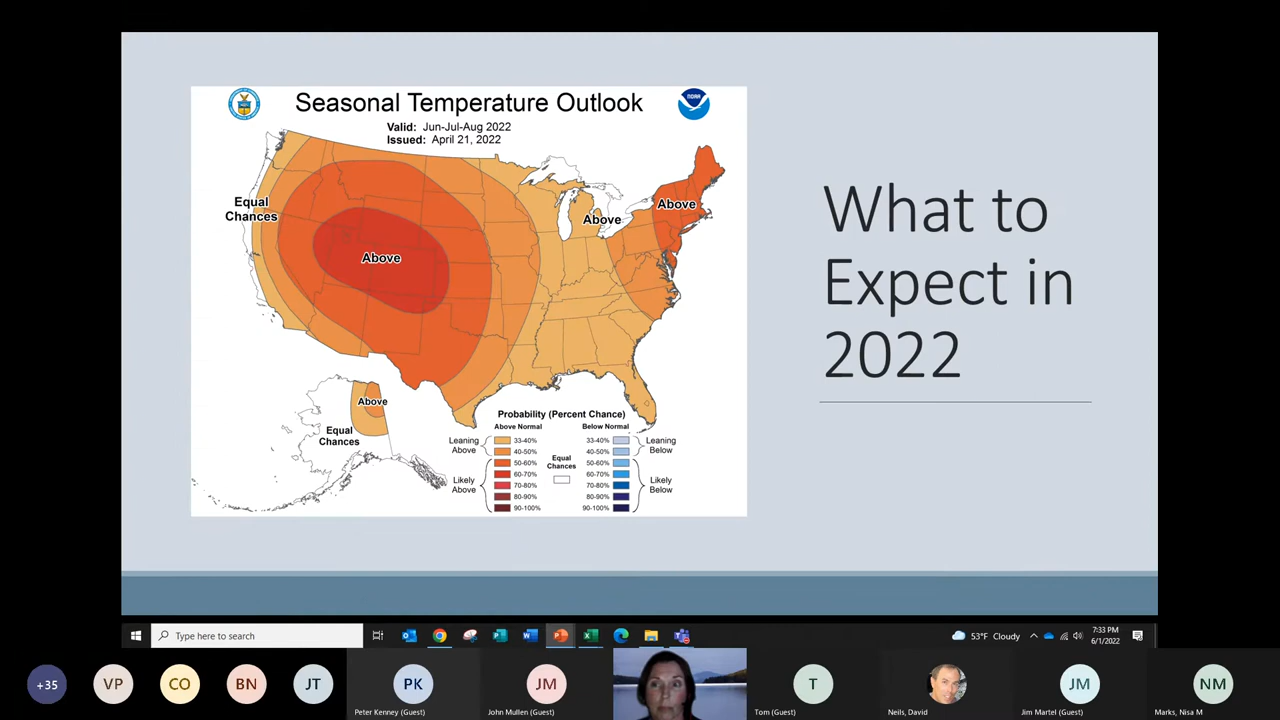 Seasonal Temperature Outlook
NOAA
Valid: Jun-Jul-Aug 2022
Issued: April 21, 2022
Equal
Chances
Above
Above
Above
Above
Equal
Chances
What to
Expect in
2022
Probability (Percent Chance)
Above Normal
Below Normal
Leaning
Above
33-40%
40-50%
Likely
Above
50-60%
60-70%
70-80%
80-90%
90-100%
Equal
Chances
33-40%
40-50%
50-60%
60-70%
70-80%
80-90%
90-100%
Leaning
Below
Likely
Below
Type here to search
53°F Cloudy
7:33 PM
6/1/2022
+35
VP
CO
BN
JT
PK
Peter Kenney (Guest)
JM
John Mullen (Guest)
T
Tom (Guest)
Neils, David
JM
Jim Martel (Guest)
NM
Marks, Nisa M